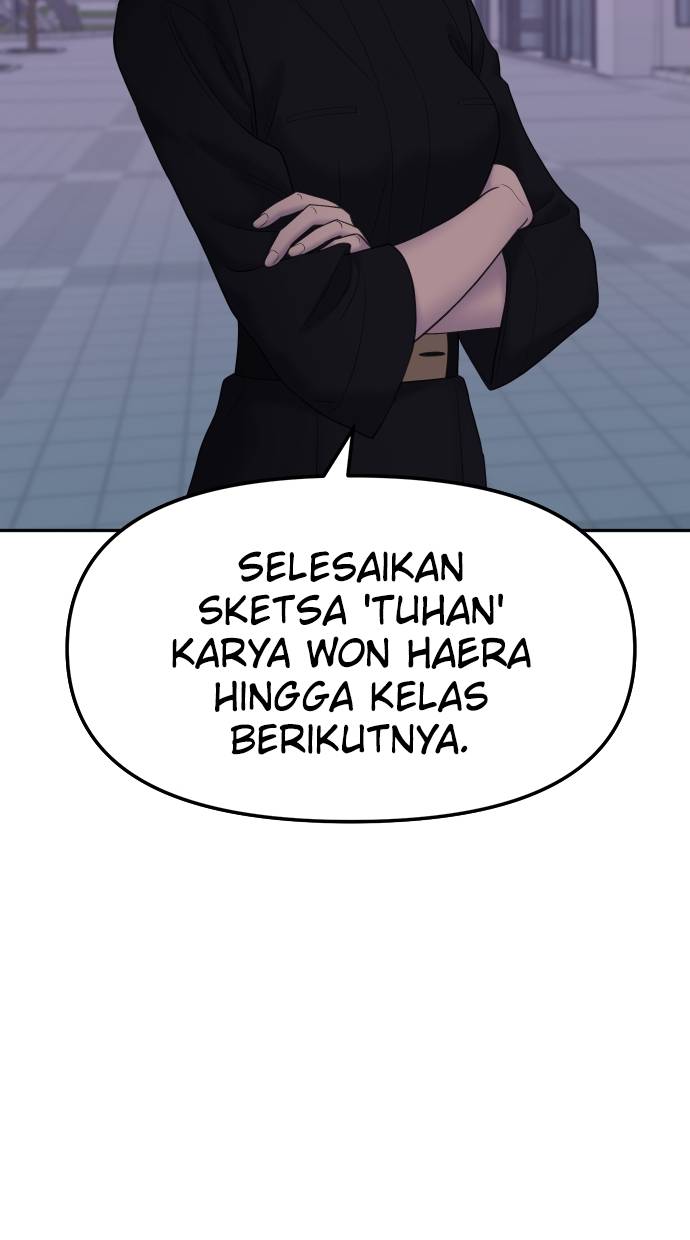 SELESAIKAN
SKETSA 'TUHAN'
KARYA WON HAERA
HINGGA KELAS
BERIKUTNYA.